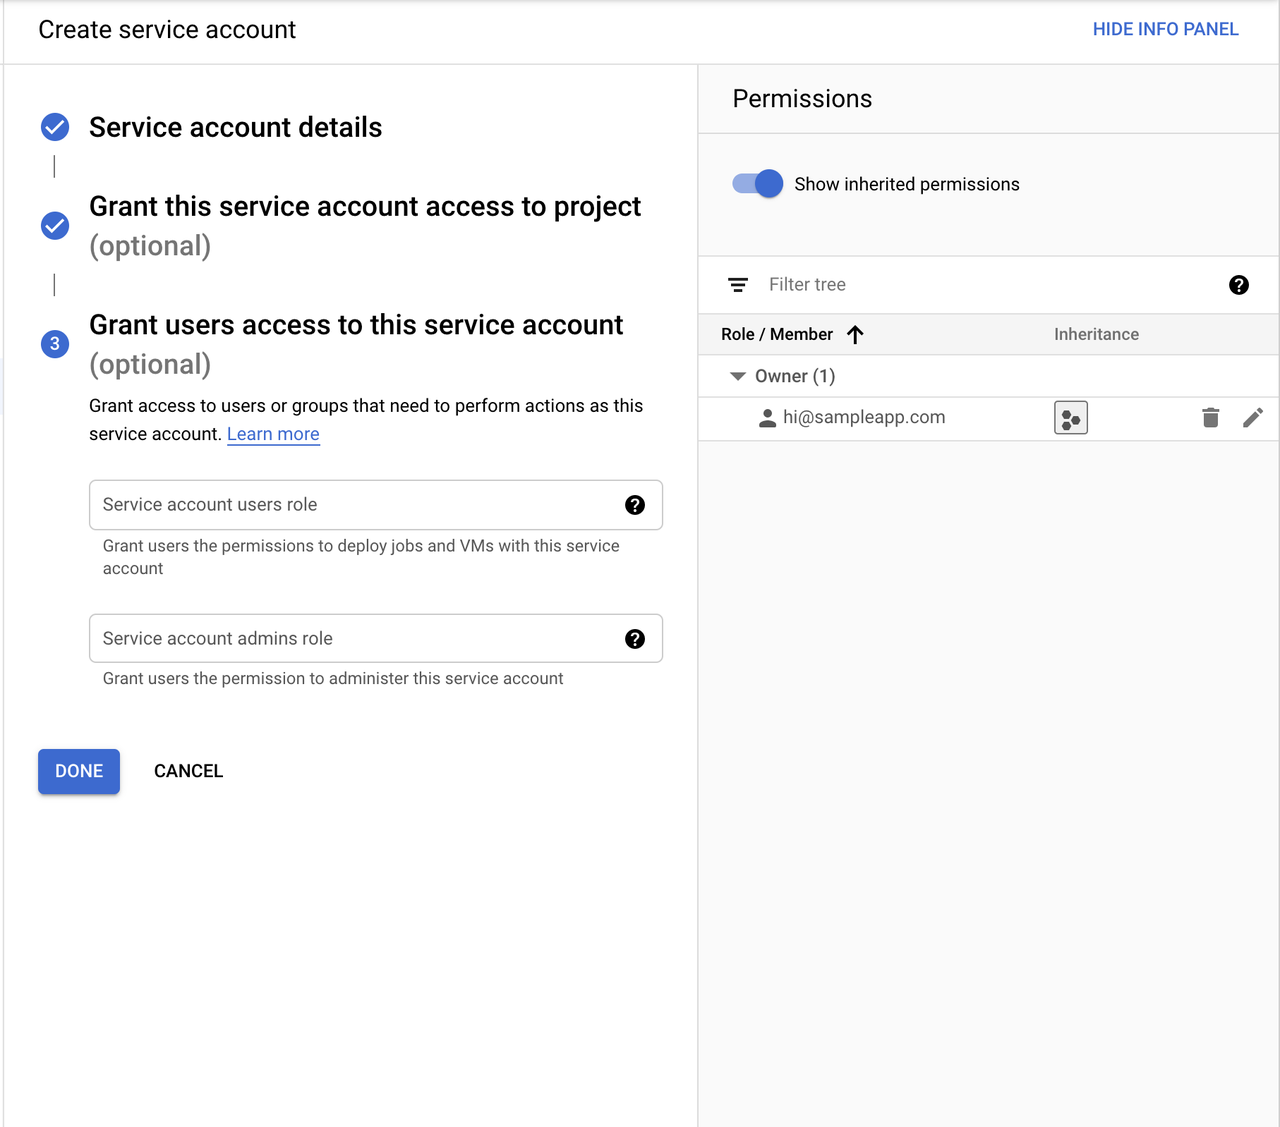 Create service account
HIDE INFO PANEL
Service account details
Grant this service account access to project
(optional)
3
Grant users access to this service account
(optional)
Grant access to users or groups that need to perform actions as this
service account. Learn more
Service account users role
?
Grant users the permissions to deploy jobs and VMs with this service
account
Service account admins role
?
Grant users the permission to administer this service account
DONE
CANCEL
Permissions
Show inherited permissions
Filter tree
?
Role / Member
Inheritance
Owner (1)
hi@sampleapp.com